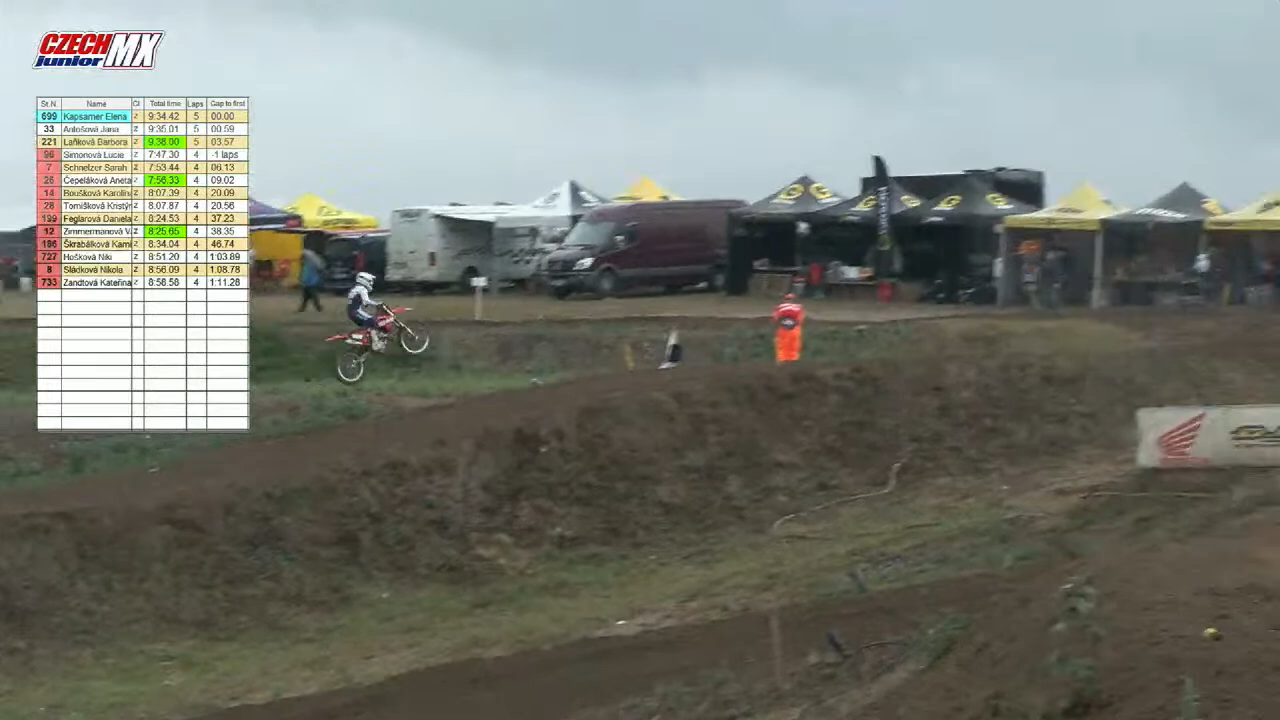 CZECH MX
junior
St.N. Name Cl Total time Laps Gap to first
699 Kapsamer Elena Z 9:34.42 5 00.00
33 Antošová Jana Z 9:35.01 5 00.59
221 Laňková Barbora Z 9:38.00 5 03.57
96 Simonová Lucie Z 7:47.30 4 -1 laps
7 Schnelzer Sarah Z 7:53.44 4 06.13
26 Čepeláková Aneta Z 7:56.33 4 09.02
14 Boušková Karolína Z 8:07.39 4 20.09
28 Tomišková Kristý Z 8:07.87 4 20.56
199 Feglarová Daniela Z 8:24.53 4 37.23
12 Zimmermanová V Z 8:25.65 4 38.35
186 Škrabálková Kami Z 8:34.04 4 46.74
727 Hošková Niki Z 8:51.20 4 1:03.89
8 Sládková Nikola Z 8:56.09 4 1:08.78
733 Zandtová Kateřina Z 8:58.58 4 1:11.28